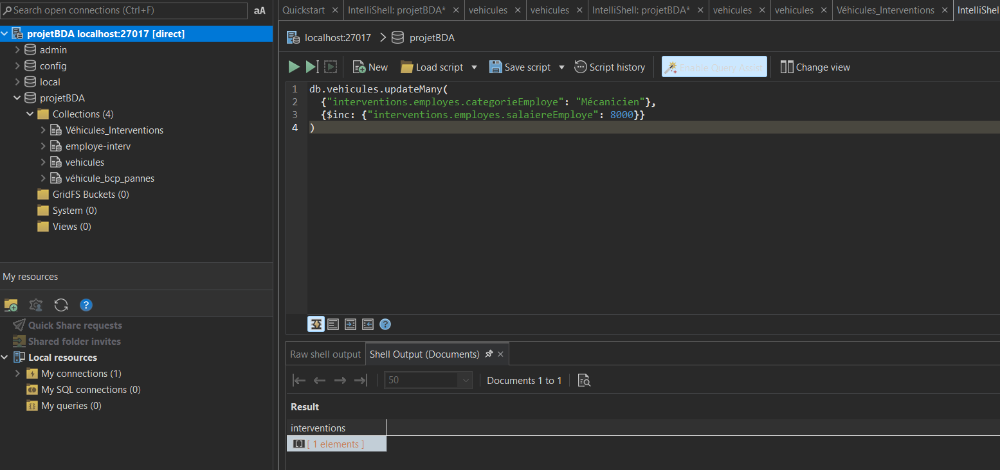 Search open connections (Ctrl+F) aA
projetBDA localhost:27017 [direct]
admin
config
local
projetBDA
Collections (4)
Véhicules_Interventions
employe-interv
vehicules
véhicule_bcp_pannes
GridFS Buckets (0)
System (0)
Views (0)
My resources
Quick Share requests
Shared folder invites
Local resources
My connections (1)
My SQL connections (0)
My queries (0)
Quickstart IntelliShell: projetBDA* vehicules vehicules IntelliShell: projetBDA* vehicules vehicules Véhicules_Interventions IntelliShel
localhost:27017 projetBDA
New Load script Save script Script history Enable Query Assist Change view
1 db.vehicules.updateMany(
2 {"interventions.employes.categorieEmploye": "Mécanicien"},
3 {$inc: {"interventions.employes.salaiereEmploye": 8000}}
4 )
Raw shell output Shell Output (Documents)
50 Documents 1 to 1
Result
interventions
[ 1 elements ]